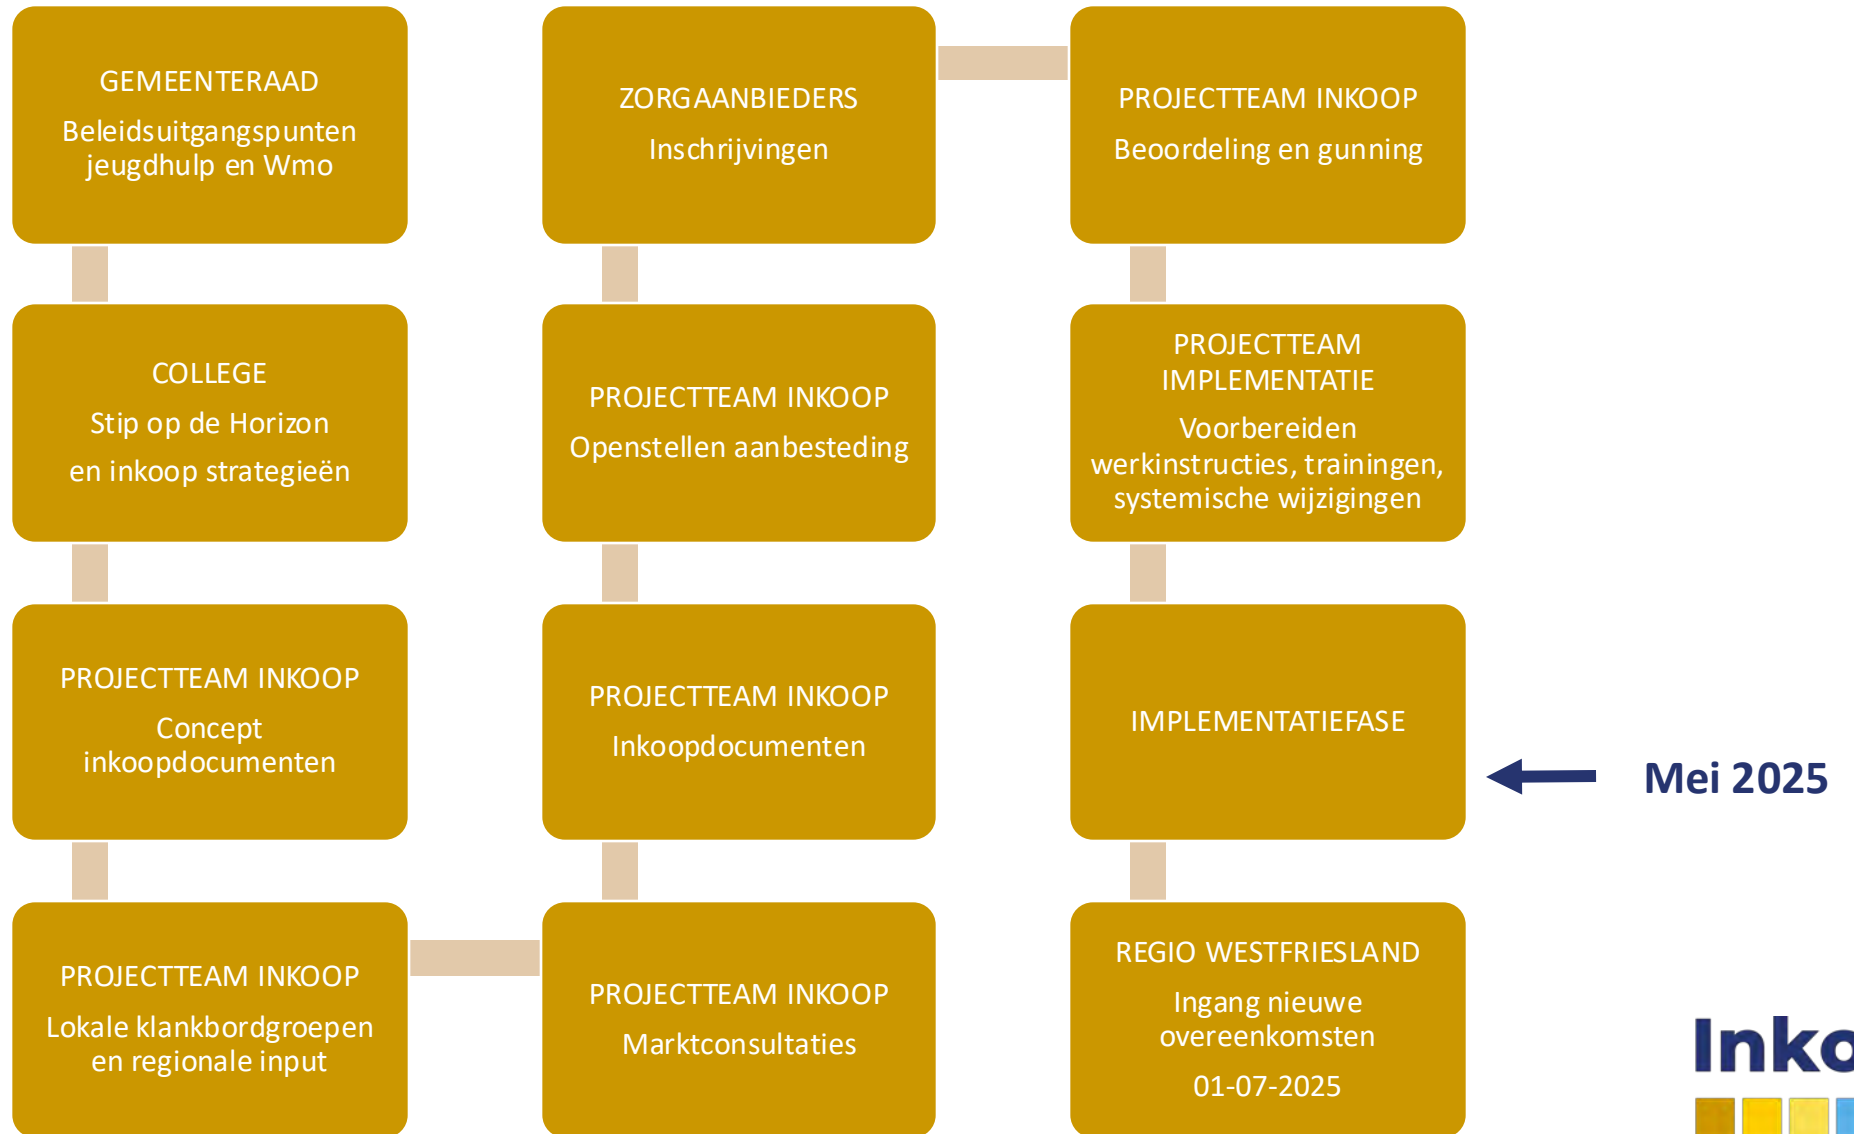 GEMEENTERAAD
Beleidsuitgangspunten
jeugdhulp en Wmo
COLLEGE
Stip op de Horizon
en inkoop strategieën
PROJECTTEAM INKOOP
Concept
inkoopdocumenten
PROJECTTEAM INKOOP
Lokale klankbordgroepen
en regionale input
PROJECTTEAM INKOOP
Marktconsultaties
PROJECTTEAM INKOOP
Inkoopdocumenten
PROJECTTEAM INKOOP
Openstellen aanbesteding
ZORGAANBIEDERS
Inschrijvingen
PROJECTTEAM INKOOP
Beoordeling en gunning
PROJECTTEAM
IMPLEMENTATIE
Voorbereiden
werkinstructies, trainingen,
systemische wijzigingen
IMPLEMENTATIEFASE
Mei 2025
REGIO WESTFRIESLAND
Ingang nieuwe
overeenkomsten
01-07-2025